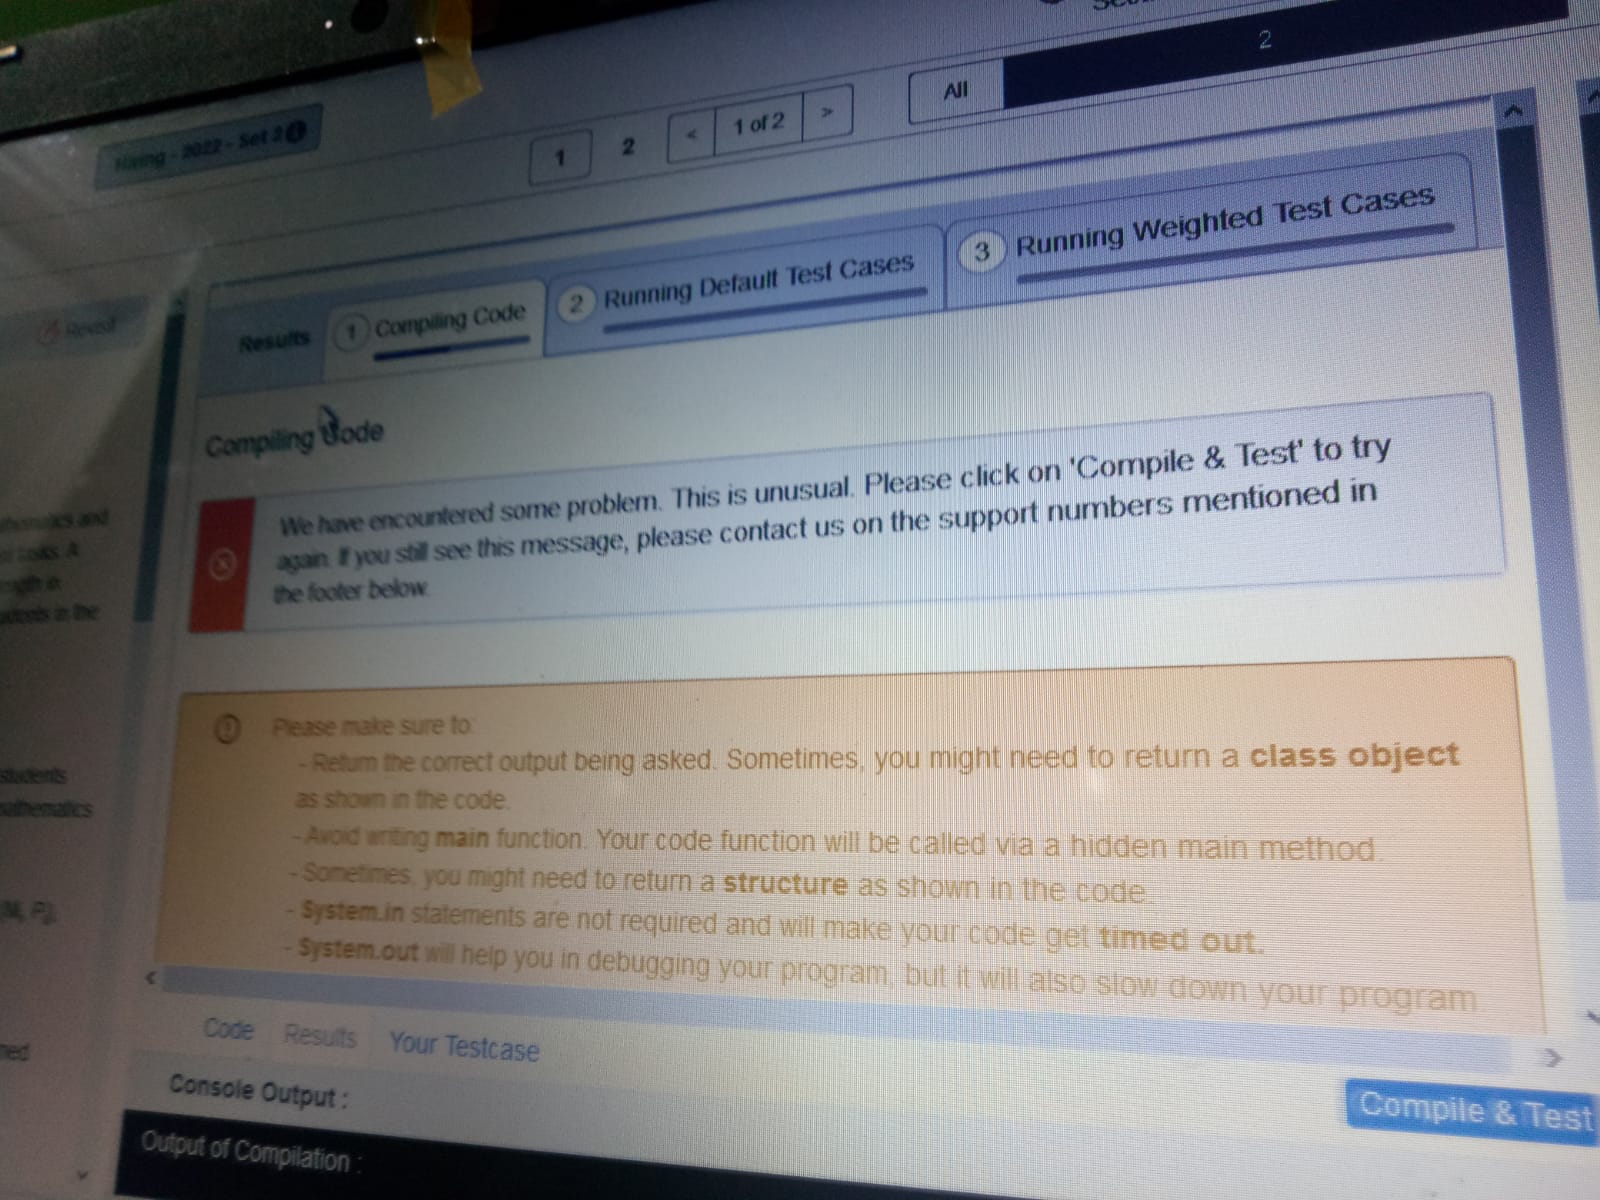 2
All
Hiring - 2022 - Set 2
1 2 < 1 of 2 >
Results
1 Compiling Code
2 Running Default Test Cases
3 Running Weighted Test Cases
Compiling Code
We have encountered some problem. This is unusual. Please click on 'Compile & Test' to try
again. If you still see this message, please contact us on the support numbers mentioned in
the footer below.
Please make sure to:
- Return the correct output being asked. Sometimes, you might need to return a class object
as shown in the code.
- Avoid writing main function. Your code function will be called via a hidden main method.
- Sometimes, you might need to return a structure as shown in the code.
- System.in statements are not required and will make your code get timed out.
- System.out will help you in debugging your program, but it will also slow down your program
Code Results Your Testcase
Console Output :
Compile & Test
Output of Compilation :
and
in the
students
mathematics